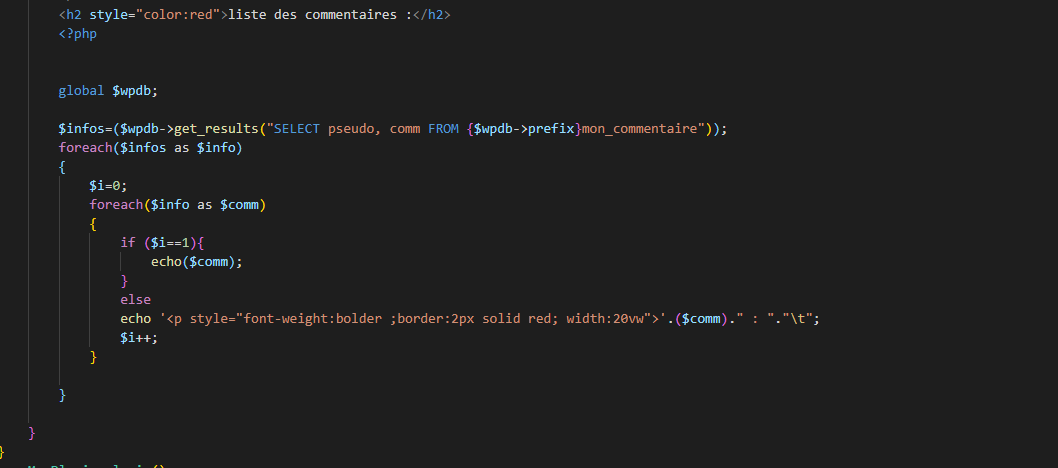 <h2 style="color:red">liste des commentaires :</h2>
<?php
global $wpdb;
$infos=($wpdb->get_results("SELECT pseudo, comm FROM {$wpdb->prefix}mon_commentaire"));
foreach($infos as $info)
{
$i=0;
foreach($info as $comm)
{
if ($i==1){
echo($comm);
}
else
echo '<p style="font-weight:bolder ;border:2px solid red; width:20vw">'.($comm)." : "."\t";
$i++;
}
}
}
}